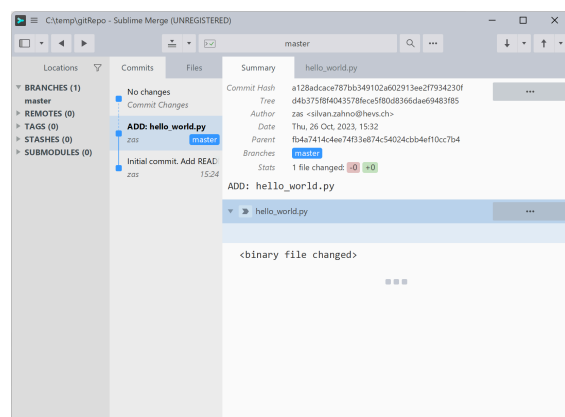 C:\temp\gitRepo - Sublime Merge (UNREGISTERED)
master
Locations
BRANCHES (1)
master
REMOTES (0)
TAGS (0)
STASHES (0)
SUBMODULES (0)
Commits Files
No changes
Commit Changes
ADD: hello_world.py
zas master
Initial commit. Add READ
zas 15:24
Summary hello_world.py
Commit Hash a128adcace787bb349102a602913ee2f7934230f
Tree d4b375f8f4043578fece5f80d8366dae69483f85
Author zas <silvan.zahno@hevs.ch>
Date Thu, 26 Oct, 2023, 15:32
Parent fb4a7414c4ee74f33e874c54024cbb4ef10cc7b4
Branches master
Stats 1 file changed: -0 +0
ADD: hello_world.py
hello_world.py
<binary file changed>